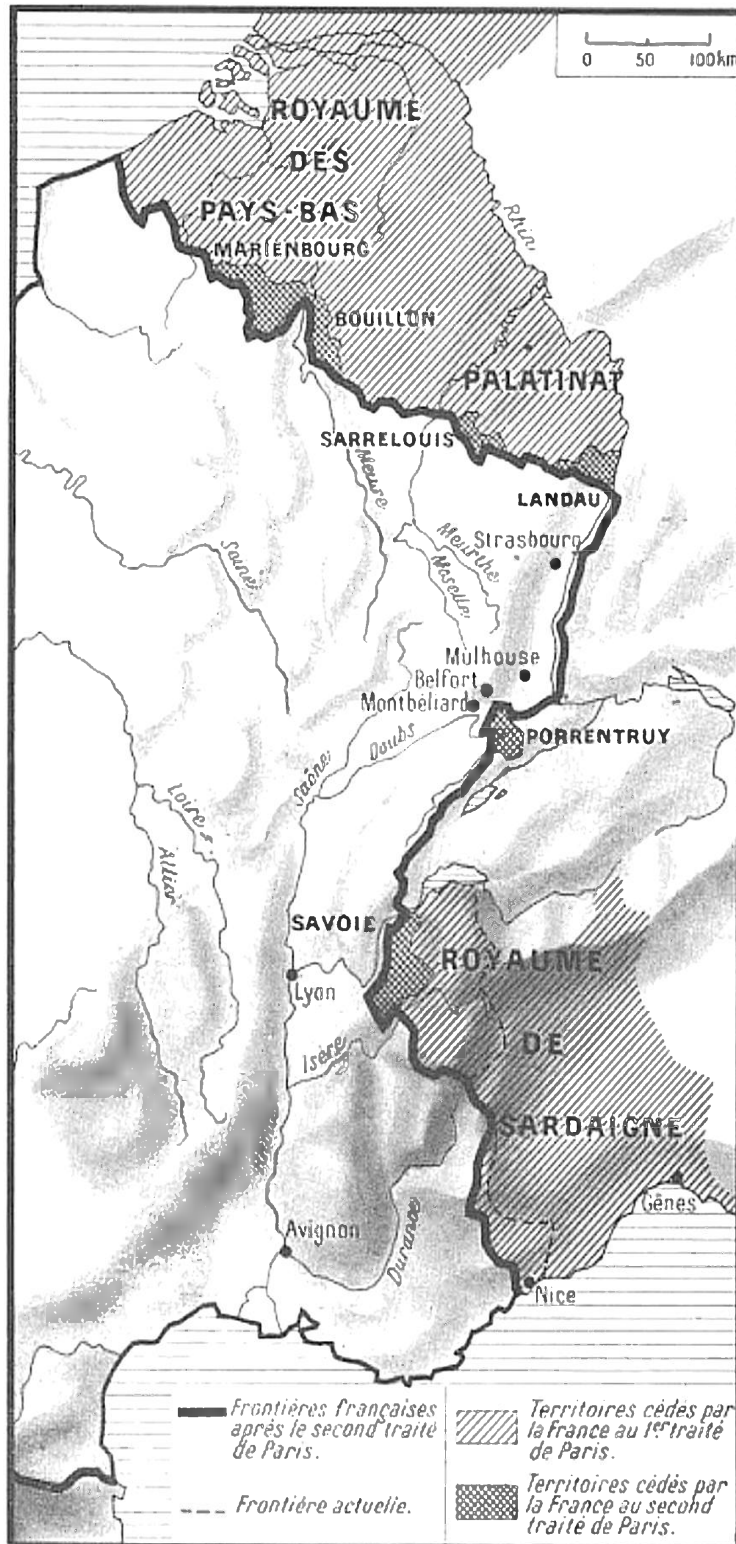 0 50 100km
ROYAUME
DES
PAYS-BAS
MARIENBOURG
Rhin
BOUILLON
PALATINAT
SARRELOUIS
Meuse
LANDAU
Strasbourg
Meurthe
Moselle
Seine
Mulhouse
Belfort
Montbéliard
PORRENTRUY
Doubs
Saône
Loire
Allier
SAVOIE
ROYAUME
Lyon
DE
Isère
SARDAIGNE
Gênes
Avignon
Durance
Nice
Frontières françaises
après le second traité
de Paris.
Frontière actuelle.
Territoires cédés par
la France au 1er traité
de Paris.
Territoires cédés par
la France au second
traité de Paris.